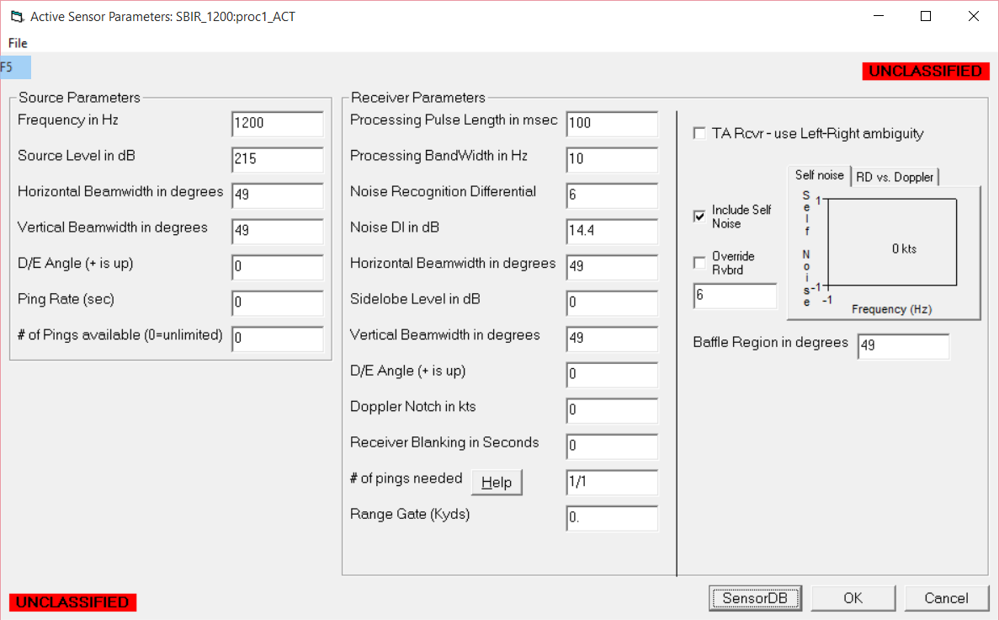 Active Sensor Parameters: SBIR_1200:proc1_ACT
File
F5
UNCLASSIFIED
Source Parameters
Frequency in Hz 1200
Source Level in dB 215
Horizontal Beamwidth in degrees 49
Vertical Beamwidth in degrees 49
D/E Angle (+ is up) 0
Ping Rate (sec) 0
# of Pings available (0=unlimited) 0
Receiver Parameters
Processing Pulse Length in msec 100
Processing BandWidth in Hz 10
Noise Recognition Differential 6
Noise DI in dB 14.4
Horizontal Beamwidth in degrees 49
Sidelobe Level in dB 0
Vertical Beamwidth in degrees 49
D/E Angle (+ is up) 0
Doppler Notch in kts 0
Receiver Blanking in Seconds 0
# of pings needed Help 1/1
Range Gate (Kyds) 0.
TA Rcvr - use Left-Right ambiguity
Include Self
Noise
Override
Rvbrd
6
Self noise RD vs. Doppler
Self Noise
1
0 kts
-1
-1
Frequency (Hz)
Baffle Region in degrees 49
UNCLASSIFIED
SensorDB OK Cancel